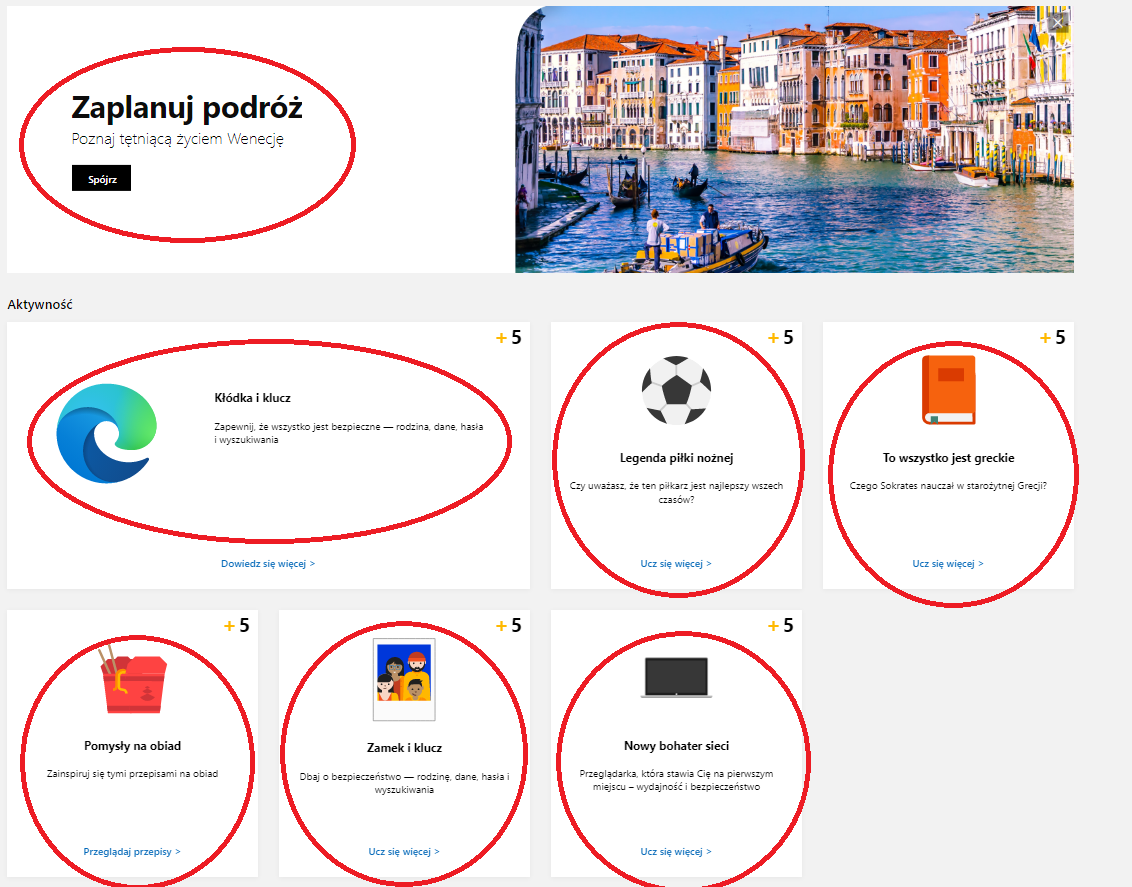 Zaplanuj podróż
Poznaj tętniącą życiem Wenecję
Spójrz
Aktywność
+ 5
Kłódka i klucz
Zapewnij, że wszystko jest bezpieczne — rodzina, dane, hasła
i wyszukiwania
Dowiedz się więcej >
+ 5
Legenda piłki nożnej
Czy uważasz, że ten piłkarz jest najlepszy wszech
czasów?
Ucz się więcej >
+ 5
To wszystko jest greckie
Czego Sokrates nauczał w starożytnej Grecji?
Ucz się więcej >
+ 5
Pomysły na obiad
Zainspiruj się tymi przepisami na obiad
Przeglądaj przepisy >
+ 5
Zamek i klucz
Dbaj o bezpieczeństwo — rodzinę, dane, hasła i
wyszukiwania
Ucz się więcej >
+ 5
Nowy bohater sieci
Przeglądarka, która stawia Cię na pierwszym
miejscu – wydajność i bezpieczeństwo
Ucz się więcej >